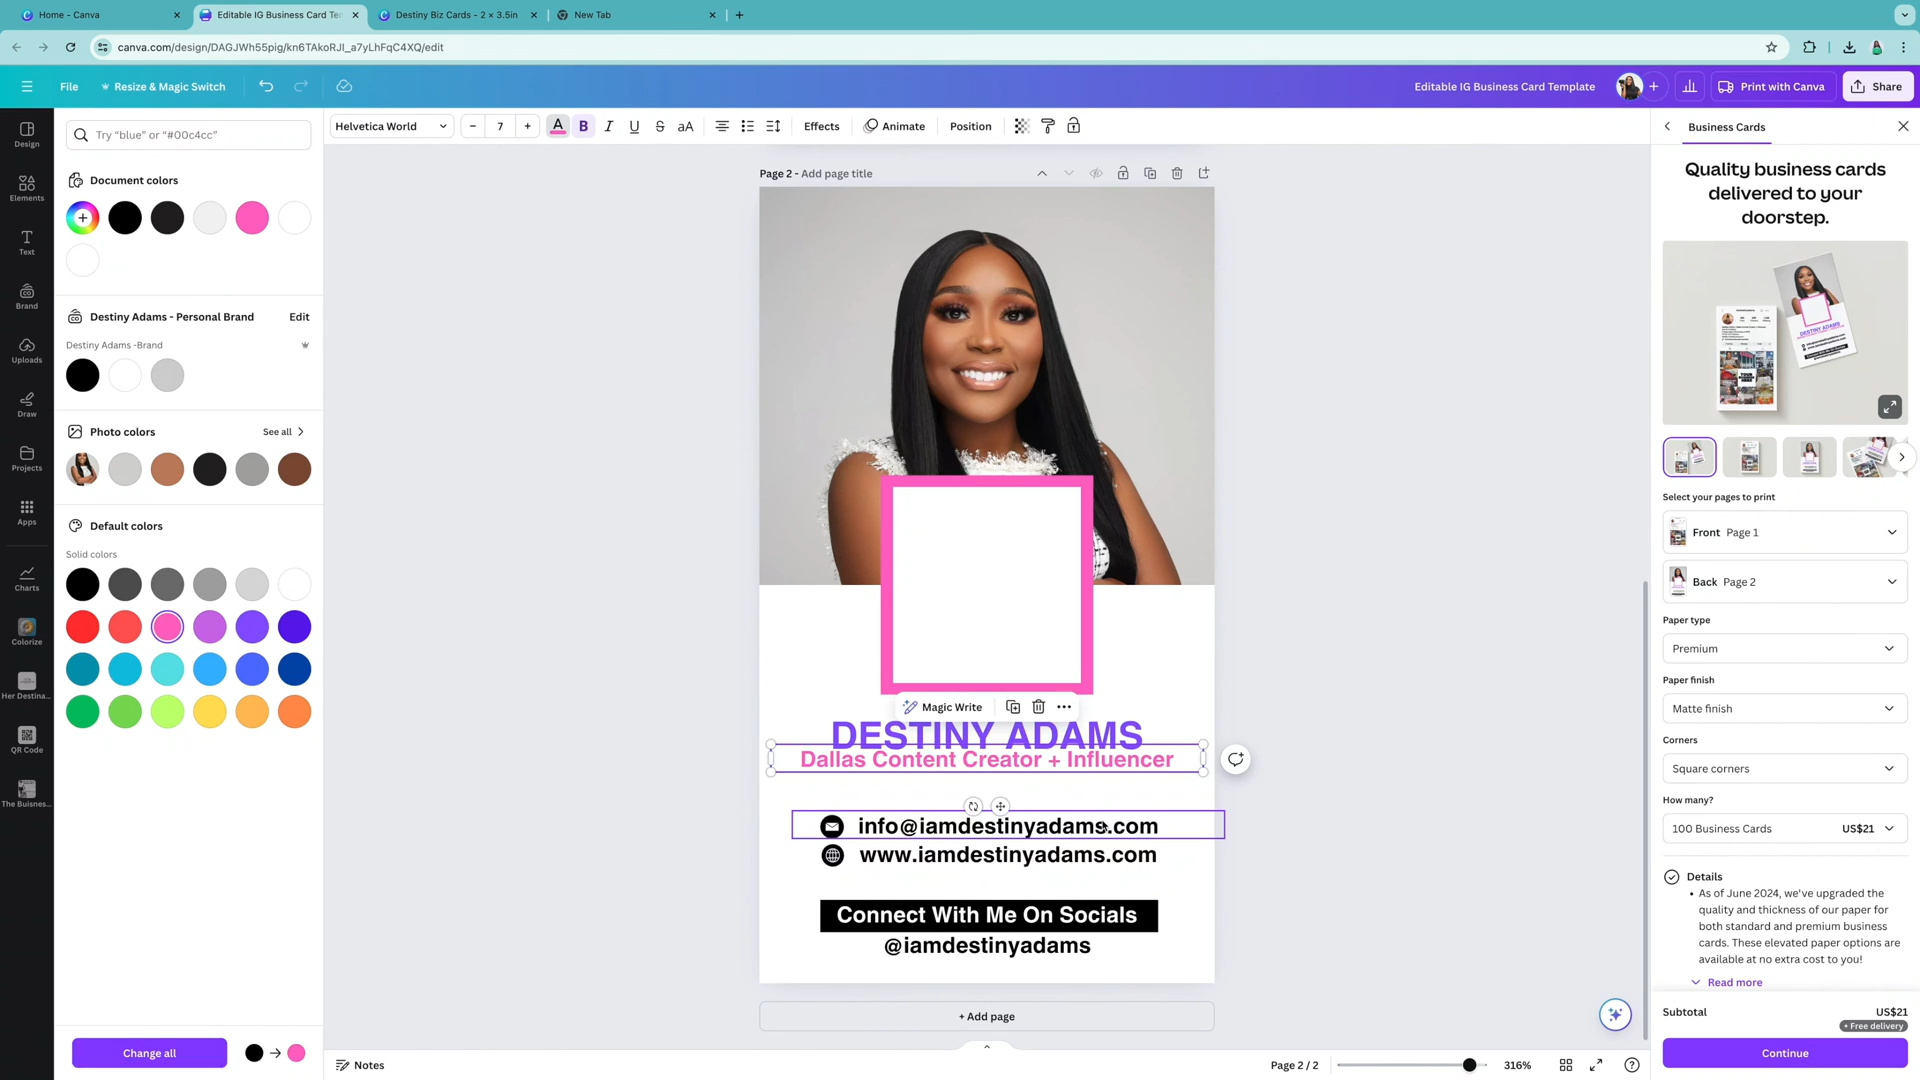 Home - Canva
Editable IG Business Card Ten
Destiny Biz Cards - 2 × 3.5in
New Tab
canva.com/design/DAGJWh55pig/kn6TAkoRJI_a7yLhFqC4XQ/edit
File
Resize & Magic Switch
Editable IG Business Card Template
Print with Canva
Share
Design
Elements
Text
Brand
Uploads
Draw
Projects
Apps
Charts
Colorize
Her Destina...
QR Code
The Buisnes...
Try “blue” or “#00c4cc”
Document colors
Destiny Adams - Personal Brand
Edit
Destiny Adams -Brand
Photo colors
See all
Default colors
Solid colors
Change all
Helvetica World
7
A
B
I
U
S
aA
Effects
Animate
Position
Page 2 - Add page title
Magic Write
DESTINY ADAMS
Dallas Content Creator + Influencer
info@iamdestinyadams.com
www.iamdestinyadams.com
Connect With Me On Socials
@iamdestinyadams
+ Add page
Notes
Page 2 / 2
316%
Business Cards
Quality business cards
delivered to your
doorstep.
Select your pages to print
Front Page 1
Back Page 2
Paper type
Premium
Paper finish
Matte finish
Corners
Square corners
How many?
100 Business Cards US$21
Details
• As of June 2024, we've upgraded the
quality and thickness of our paper for
both standard and premium business
cards. These elevated paper options are
available at no extra cost to you!
Read more
Subtotal US$21
+ Free delivery
Continue